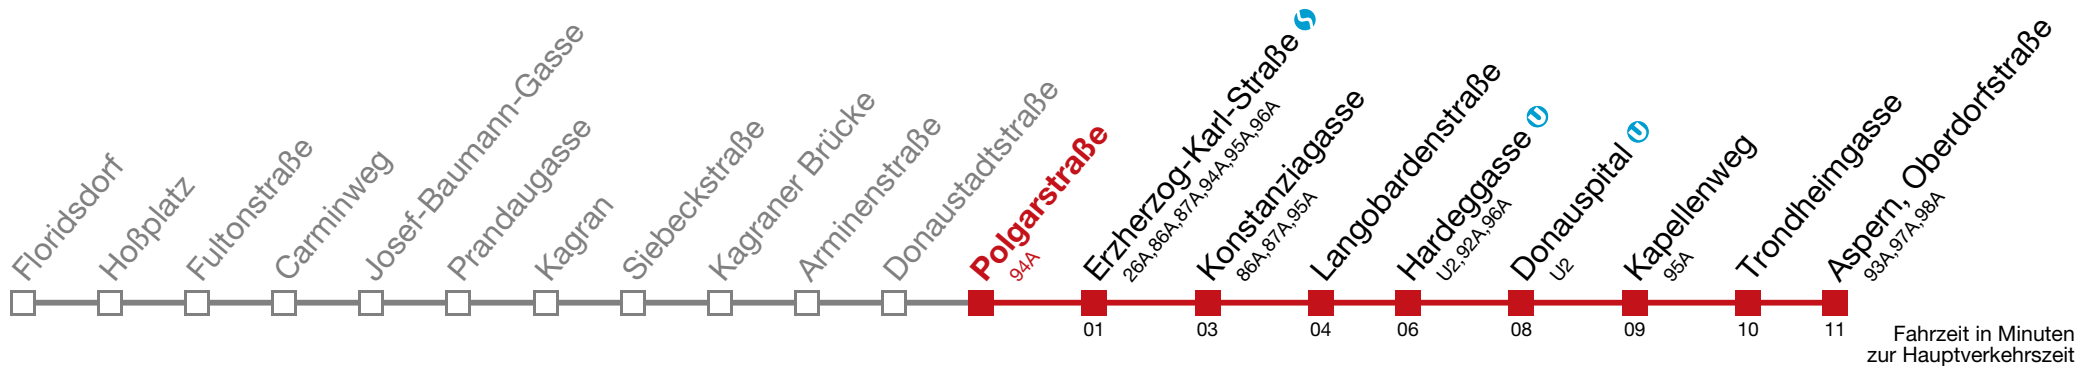 Floridsdorf
Hoßplatz
Fultonstraße
Carminweg
Josef-Baumann-Gasse
Prandaugasse
Kagran
Siebeckstraße
Kagraner Brücke
Arminenstraße
Donaustadtstraße
Polgarstraße
94A
Erzherzog-Karl-Straße
26A,86A,87A,94A,95A,96A
01
Konstanziagasse
86A,87A,95A
03
Langobardenstraße
04
Hardeggasse
U2,92A,96A
06
Donauspital
U2
08
Kapellenweg
95A
09
Trondheimgasse
10
Aspern, Oberdorfstraße
93A,97A,98A
11
Fahrzeit in Minuten
zur Hauptverkehrszeit